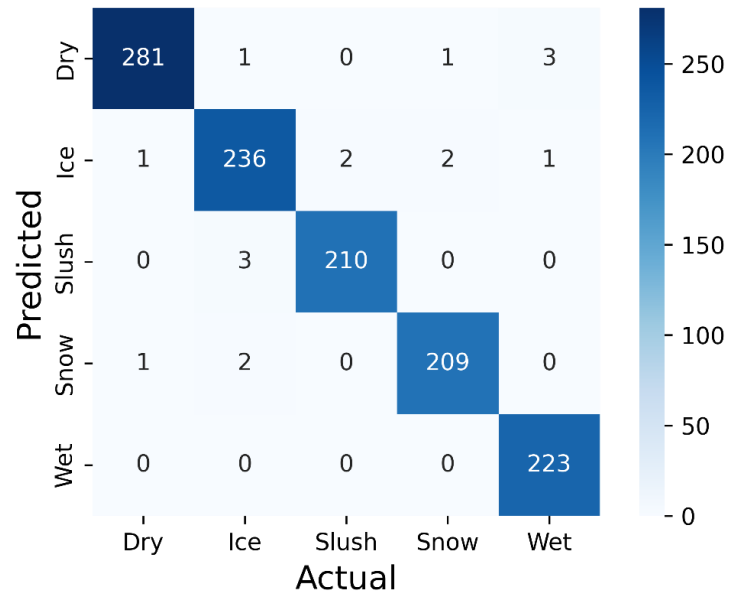 Predicted
Dry 281 1 0 1 3
Ice 1 236 2 2 1
Slush 0 3 210 0 0
Snow 1 2 0 209 0
Wet 0 0 0 0 223
Dry Ice Slush Snow Wet
Actual
250
200
150
100
50
0